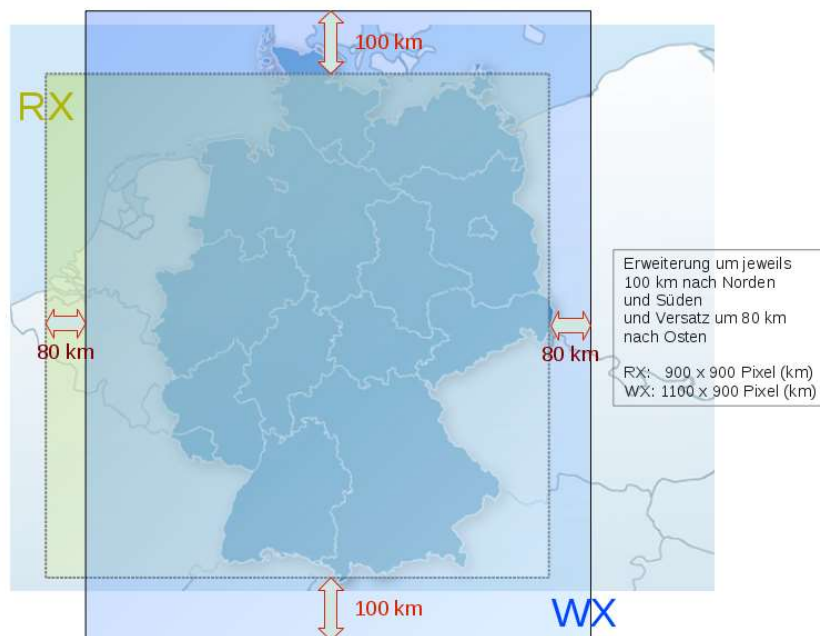 100 km
RX
Erweiterung um jeweils
100 km nach Norden
und Süden
und Versatz um 80 km
nach Osten
RX: 900 x 900 Pixel (km)
WX: 1100 x 900 Pixel (km)
80 km
80 km
100 km
WX